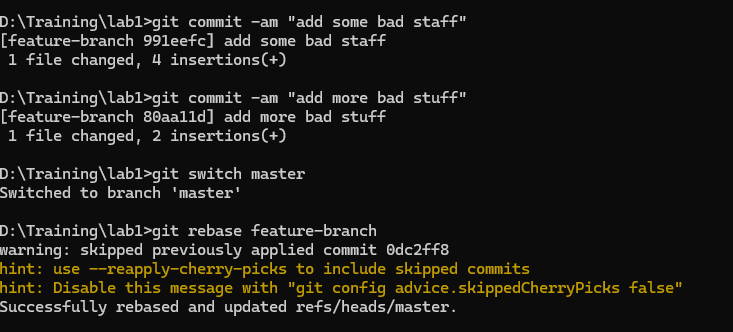 D:\Training\lab1>git commit -am "add some bad staff"
[feature-branch 991eefc] add some bad staff
 1 file changed, 4 insertions(+)
D:\Training\lab1>git commit -am "add more bad stuff"
[feature-branch 80aa11d] add more bad stuff
 1 file changed, 2 insertions(+)
D:\Training\lab1>git switch master
Switched to branch 'master'
D:\Training\lab1>git rebase feature-branch
warning: skipped previously applied commit 0dc2ff8
hint: use --reapply-cherry-picks to include skipped commits
hint: Disable this message with "git config advice.skippedCherryPicks false"
Successfully rebased and updated refs/heads/master.